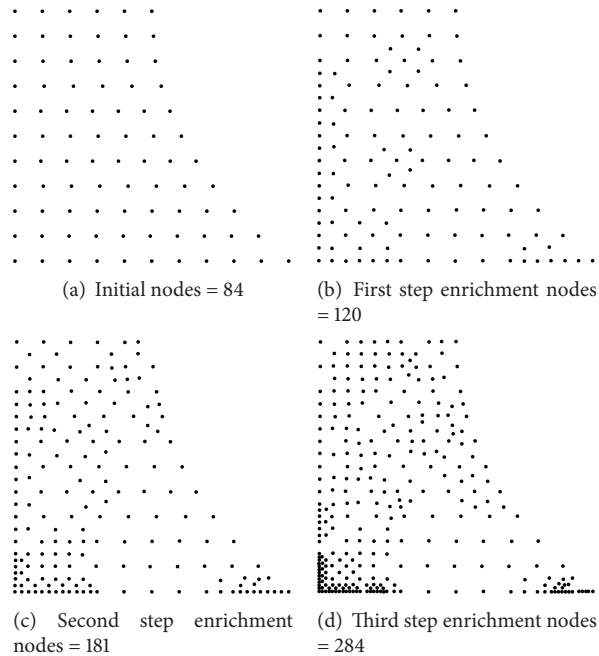 (a) Initial nodes = 84
(b) First step enrichment nodes
= 120
(c) Second step enrichment
nodes = 181
(d) Third step enrichment nodes
= 284